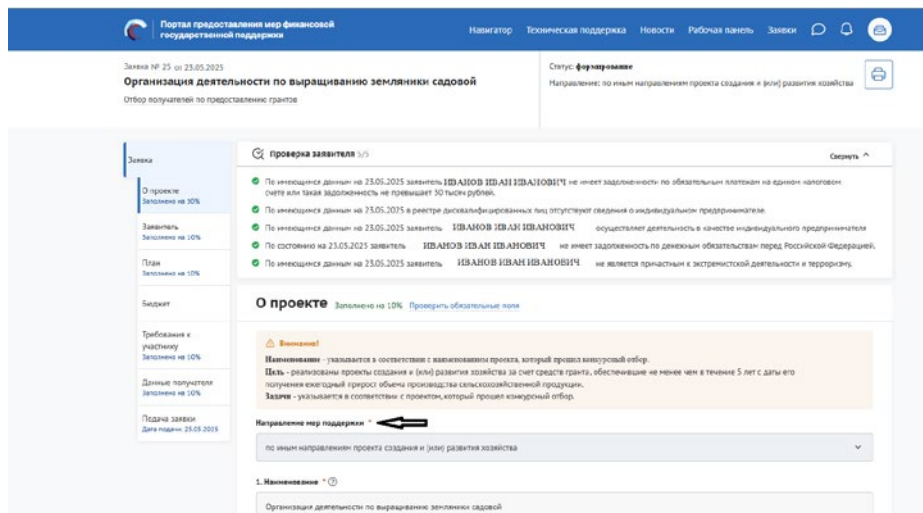 Портал предоставления мер финансовой
государственной поддержки
Навигатор Техническая поддержка Новости Рабочая панель Заявки
Заявка № 25 от 23.05.2025
Организация деятельности по выращиванию земляники садовой
Отбор получателей по предоставлению грантов
Статус: формирование
Направление: по иным направлениям проекта создания и (или) развития хозяйства
Заявка
О проекте
Заполнено на 10%
Заявитель
Заполнено на 10%
План
Заполнено на 10%
Бюджет
Требования к
участнику
Заполнено на 10%
Данные получателя
Заполнено на 10%
Подача заявки
Дата подачи: 23.05.2025
Проверка заявителя 5/5
Свернуть
По имеющимся данным на 23.05.2025 заявитель ИВАНОВ ИВАН ИВАНОВИЧ не имеет задолженности по обязательным платежам на едином налоговом
счете или такая задолженность не превышает 30 тысяч рублей.
По имеющимся данным на 23.05.2025 в реестре дисквалифицированных лиц отсутствуют сведения о индивидуальном предпринимателе.
По имеющимся данным на 23.05.2025 заявитель ИВАНОВ ИВАН ИВАНОВИЧ осуществляет деятельность в качестве индивидуального предпринимателя
По состоянию на 23.05.2025 заявитель ИВАНОВ ИВАН ИВАНОВИЧ не имеет задолженность по денежным обязательствам перед Российской Федерацией.
По имеющимся данным на 23.05.2025 заявитель ИВАНОВ ИВАН ИВАНОВИЧ не является причастным к экстремистской деятельности и терроризму.
О проекте Заполнено на 10% Проверить обязательные поля
Внимание!
Наименование - указывается в соответствии с наименованием проекта, который прошел конкурсный отбор.
Цель - реализованы проекты создания и (или) развития хозяйства за счет средств гранта, обеспечившие не менее чем в течение 5 лет с даты его
получения ежегодный прирост объема производства сельскохозяйственной продукции.
Задачи - указывается в соответствии с проектом, который прошел конкурсный отбор.
Направление мер поддержки *
по иным направлениям проекта создания и (или) развития хозяйства
1. Наименование *
Организация деятельности по выращиванию земляники садовой